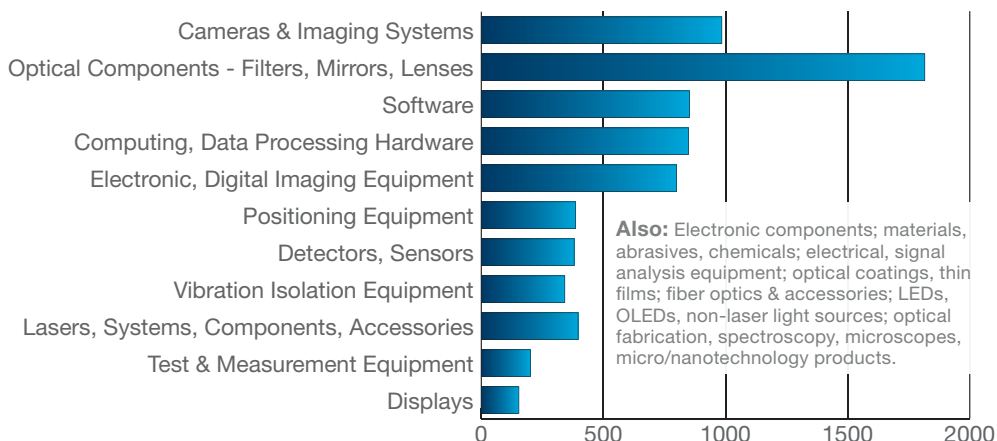 Cameras & Imaging Systems
Optical Components - Filters, Mirrors, Lenses
Software
Computing, Data Processing Hardware
Electronic, Digital Imaging Equipment
Positioning Equipment
Detectors, Sensors
Vibration Isolation Equipment
Lasers, Systems, Components, Accessories
Test & Measurement Equipment
Displays
Also: Electronic components; materials,
abrasives, chemicals; electrical, signal
analysis equipment; optical coatings, thin
films; fiber optics & accessories; LEDs,
OLEDs, non-laser light sources; optical
fabrication, spectroscopy, microscopes,
micro/nanotechnology products.
0 500 1000 1500 2000